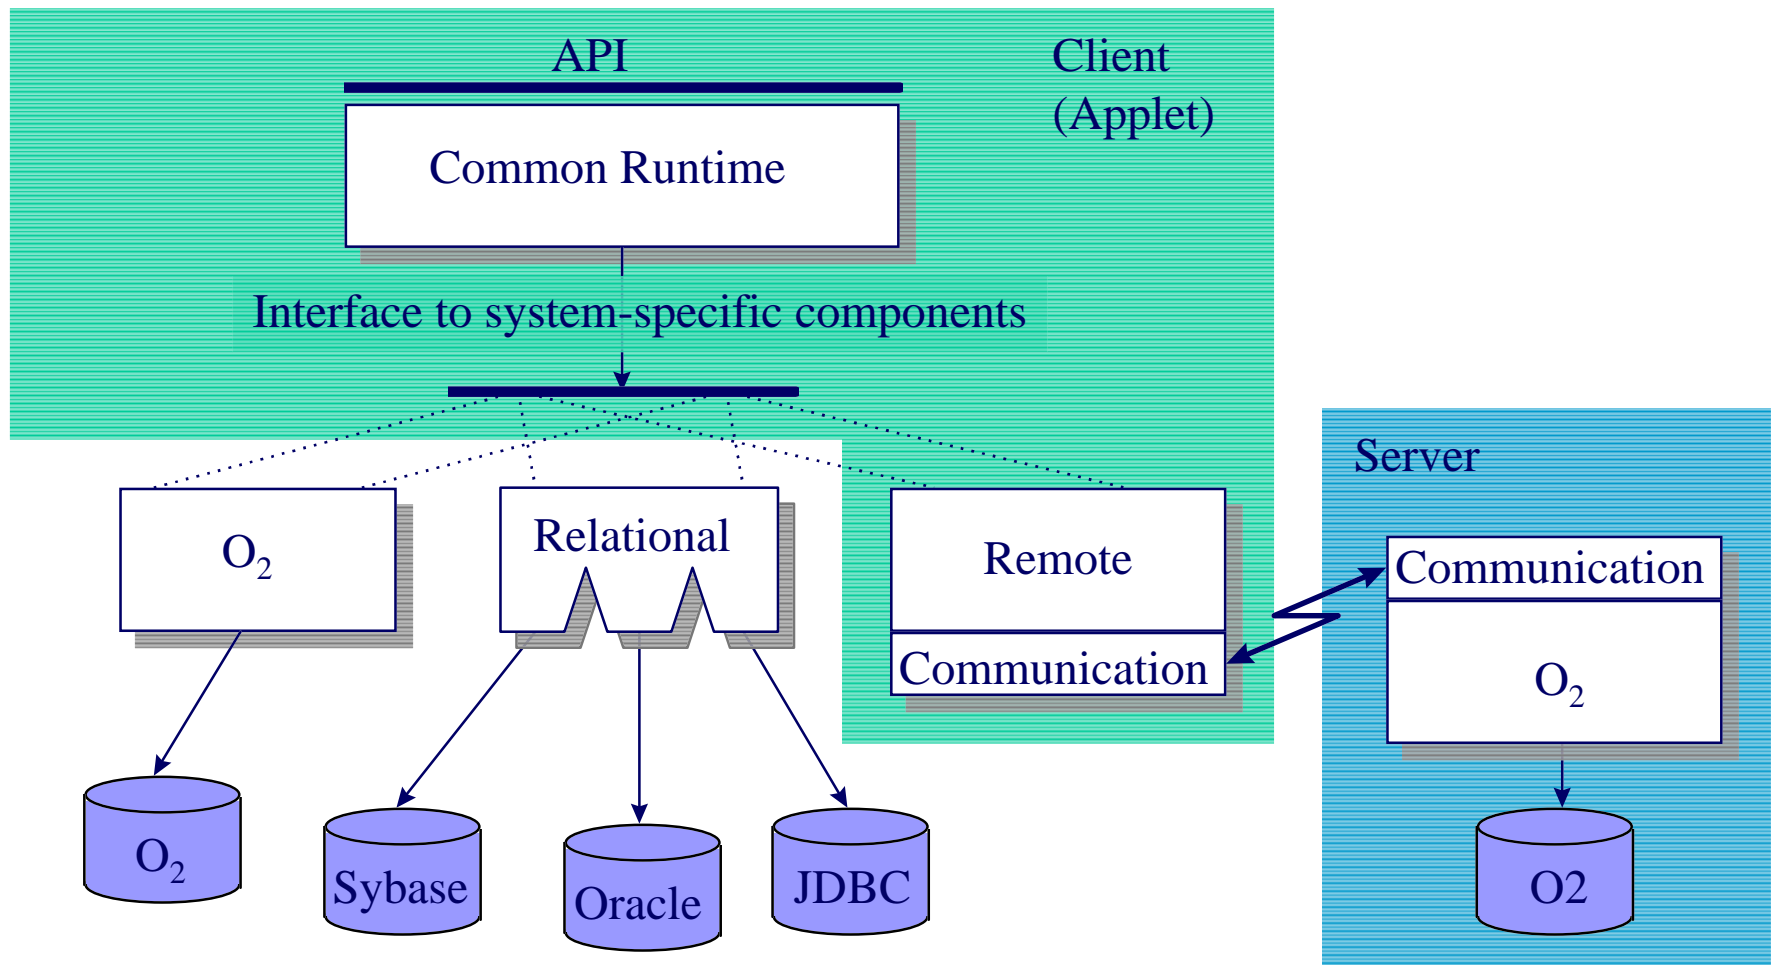 API
Client
(Applet)
Common Runtime
Interface to system-specific components
Server
O₂
Relational
Remote
Communication
Communication
O₂
O₂
Sybase
Oracle
JDBC
O2